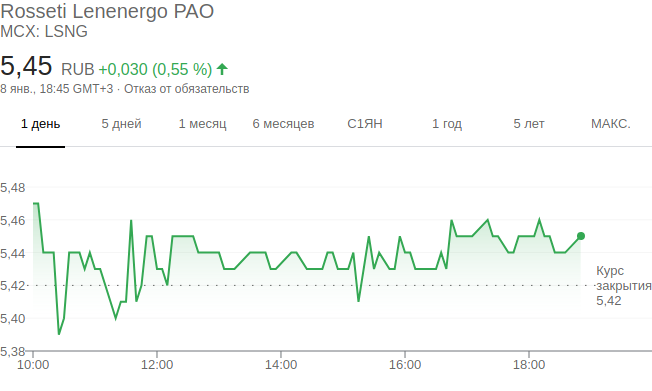 Rosseti Lenenergo PAO
MCX: LSNG
5,45 RUB +0,030 (0,55 %)
8 янв., 18:45 GMT+3 · Отказ от обязательств
1 день 5 дней 1 месяц 6 месяцев С1ЯН 1 год 5 лет МАКС.
5,48
5,46
5,44
5,42
5,40
5,38
Курс
закрытия
5,42
10:00 12:00 14:00 16:00 18:00